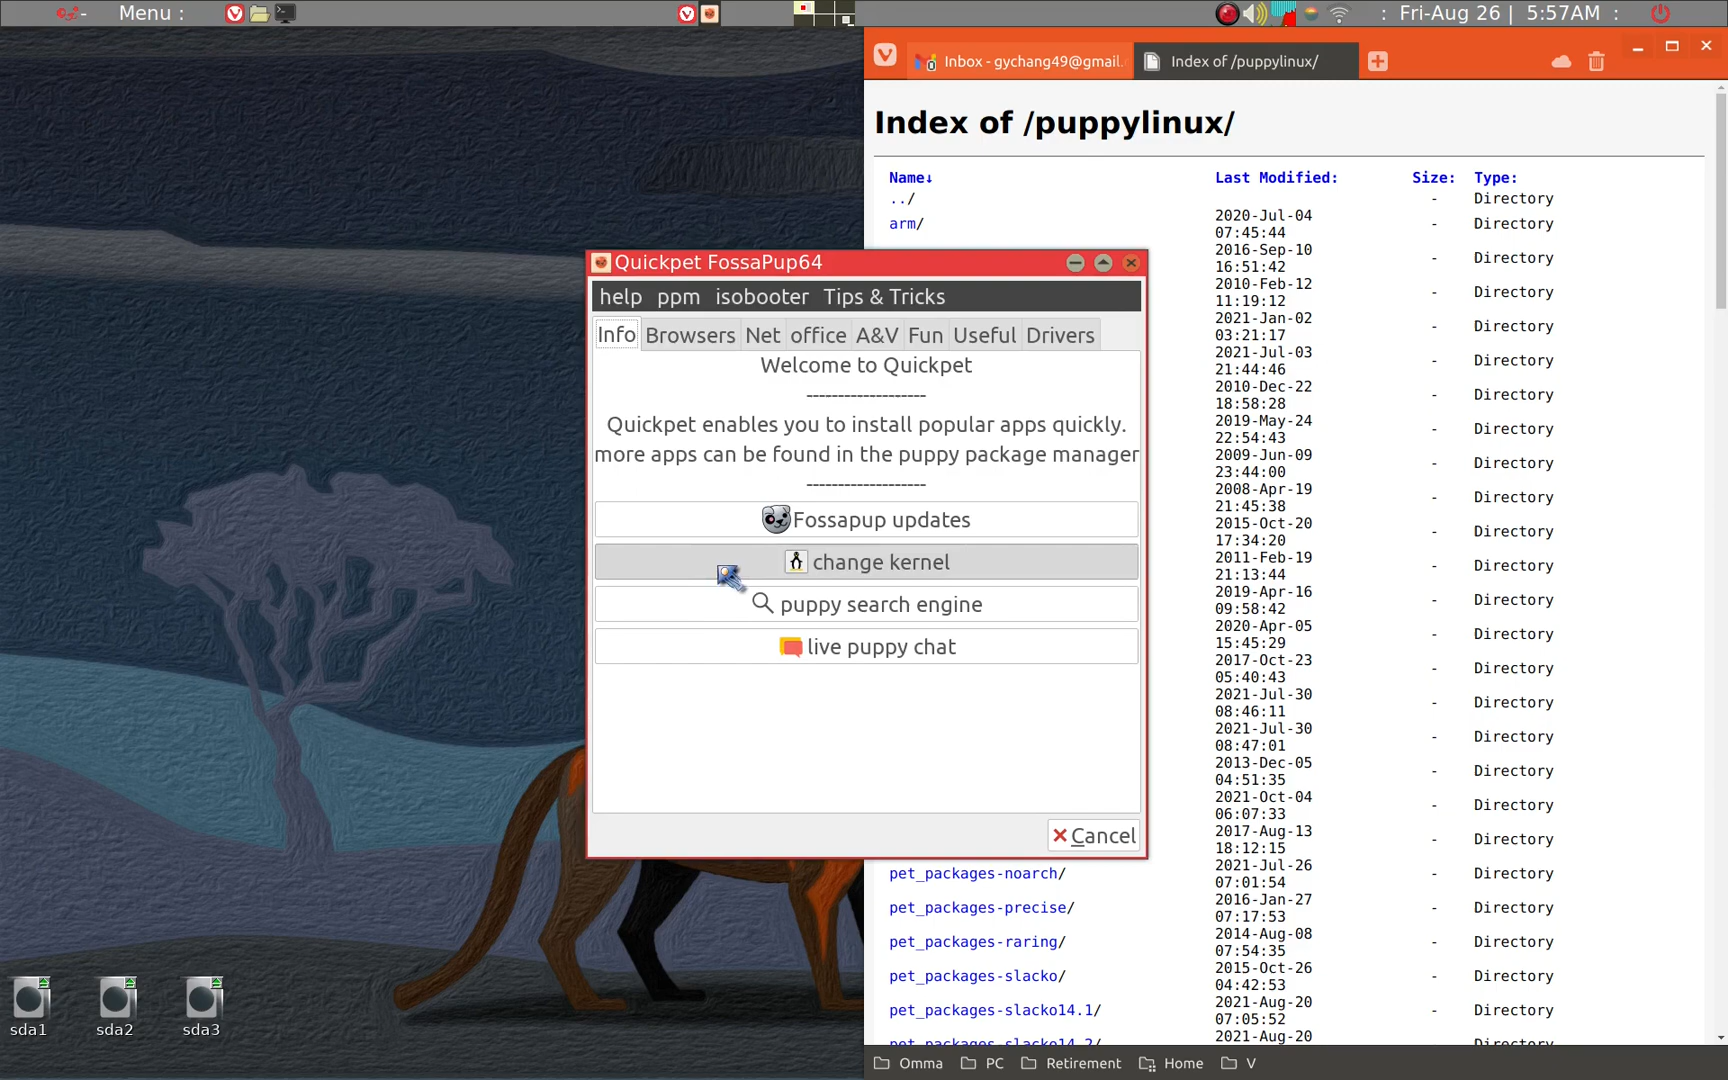 Menu :
: Fri-Aug 26 | 5:57AM :
Inbox - gychang49@gmail.
Index of /puppylinux/
Index of /puppylinux/
Name↓ Last Modified: Size: Type:
../ - Directory
arm/ 2020-Jul-04 07:45:44 - Directory
2016-Sep-10 16:51:42 - Directory
2010-Feb-12 11:19:12 - Directory
2021-Jan-02 03:21:17 - Directory
2021-Jul-03 21:44:46 - Directory
2010-Dec-22 18:58:28 - Directory
2019-May-24 22:54:43 - Directory
2009-Jun-09 23:44:00 - Directory
2008-Apr-19 21:45:38 - Directory
2015-Oct-20 17:34:20 - Directory
2011-Feb-19 21:13:44 - Directory
2019-Apr-16 09:58:42 - Directory
2020-Apr-05 15:45:29 - Directory
2017-Oct-23 05:40:43 - Directory
2021-Jul-30 08:46:11 - Directory
2021-Jul-30 08:47:01 - Directory
2013-Dec-05 04:51:35 - Directory
2021-Oct-04 06:07:33 - Directory
2017-Aug-13 18:12:15 - Directory
pet_packages-noarch/ 2021-Jul-26 07:01:54 - Directory
pet_packages-precise/ 2016-Jan-27 07:17:53 - Directory
pet_packages-raring/ 2014-Aug-08 07:54:35 - Directory
pet_packages-slacko/ 2015-Oct-26 04:42:53 - Directory
pet_packages-slacko14.1/ 2021-Aug-20 07:05:52 - Directory
pet_packages-slacko14.2/ 2021-Aug-20 Directory
Omma PC Retirement Home V
Quickpet FossaPup64
help ppm isobooter Tips & Tricks
Info Browsers Net office A&V Fun Useful Drivers
Welcome to Quickpet
-------------------
Quickpet enables you to install popular apps quickly.
more apps can be found in the puppy package manager
-------------------
Fossapup updates
change kernel
puppy search engine
live puppy chat
Cancel
sda1 sda2 sda3